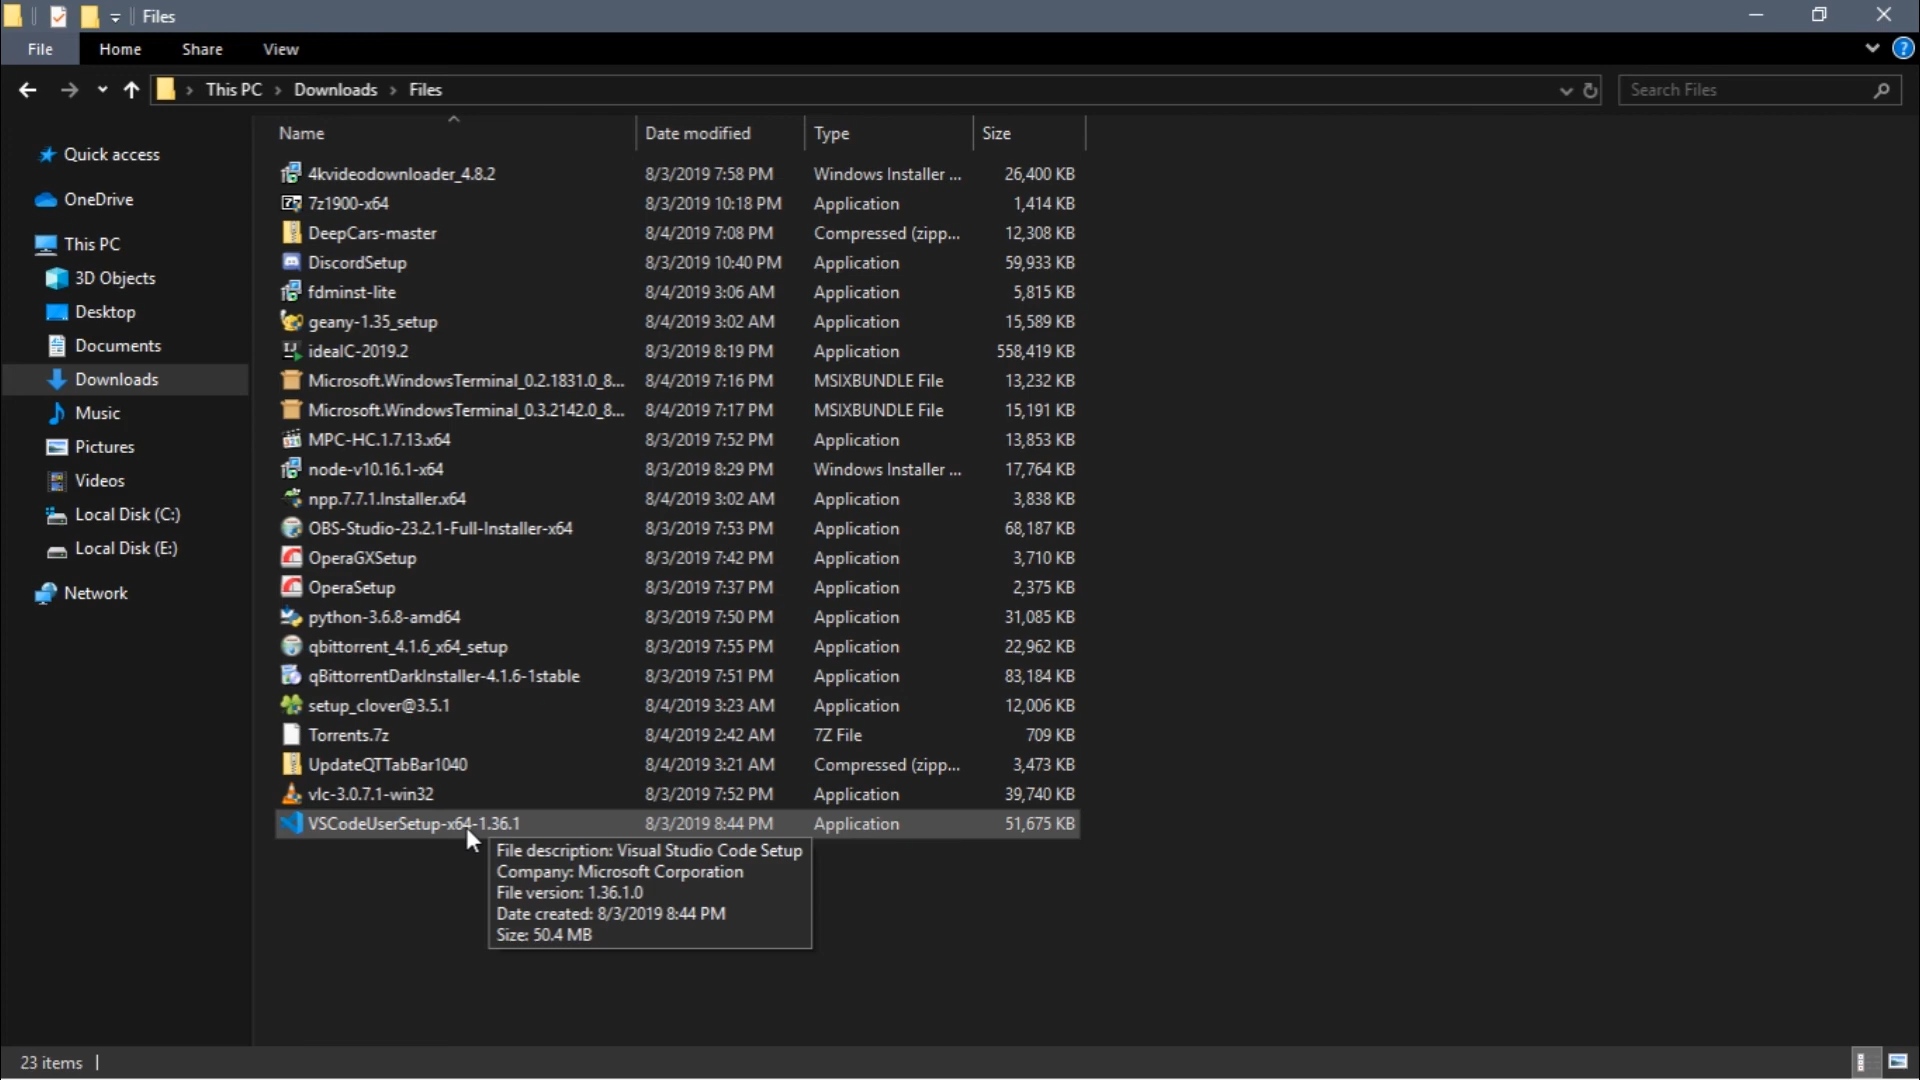 Files
File Home Share View
This PC Downloads Files Search Files
Name Date modified Type Size
Quick access
OneDrive
This PC
3D Objects
Desktop
Documents
Downloads
Music
Pictures
Videos
Local Disk (C:)
Local Disk (E:)
Network
4kvideodownloader_4.8.2 8/3/2019 7:58 PM Windows Installer ... 26,400 KB
7z1900-x64 8/3/2019 10:18 PM Application 1,414 KB
DeepCars-master 8/4/2019 7:08 PM Compressed (zipp... 12,308 KB
DiscordSetup 8/3/2019 10:40 PM Application 59,933 KB
fdminst-lite 8/4/2019 3:06 AM Application 5,815 KB
geany-1.35_setup 8/4/2019 3:02 AM Application 15,589 KB
ideaIC-2019.2 8/3/2019 8:19 PM Application 558,419 KB
Microsoft.WindowsTerminal_0.2.1831.0_8... 8/4/2019 7:16 PM MSIXBUNDLE File 13,232 KB
Microsoft.WindowsTerminal_0.3.2142.0_8... 8/4/2019 7:17 PM MSIXBUNDLE File 15,191 KB
MPC-HC.1.7.13.x64 8/3/2019 7:52 PM Application 13,853 KB
node-v10.16.1-x64 8/3/2019 8:29 PM Windows Installer ... 17,764 KB
npp.7.7.1.Installer.x64 8/4/2019 3:02 AM Application 3,838 KB
OBS-Studio-23.2.1-Full-Installer-x64 8/3/2019 7:53 PM Application 68,187 KB
OperaGXSetup 8/3/2019 7:42 PM Application 3,710 KB
OperaSetup 8/3/2019 7:37 PM Application 2,375 KB
python-3.6.8-amd64 8/3/2019 7:50 PM Application 31,085 KB
qbittorrent_4.1.6_x64_setup 8/3/2019 7:55 PM Application 22,962 KB
qBittorrentDarkInstaller-4.1.6-1stable 8/3/2019 7:51 PM Application 83,184 KB
setup_clover@3.5.1 8/4/2019 3:23 AM Application 12,006 KB
Torrents.7z 8/4/2019 2:42 AM 7Z File 709 KB
UpdateQTTabBar1040 8/4/2019 3:21 AM Compressed (zipp... 3,473 KB
vlc-3.0.7.1-win32 8/3/2019 7:52 PM Application 39,740 KB
VSCodeUserSetup-x64-1.36.1 8/3/2019 8:44 PM Application 51,675 KB
File description: Visual Studio Code Setup
Company: Microsoft Corporation
File version: 1.36.1.0
Date created: 8/3/2019 8:44 PM
Size: 50.4 MB
23 items